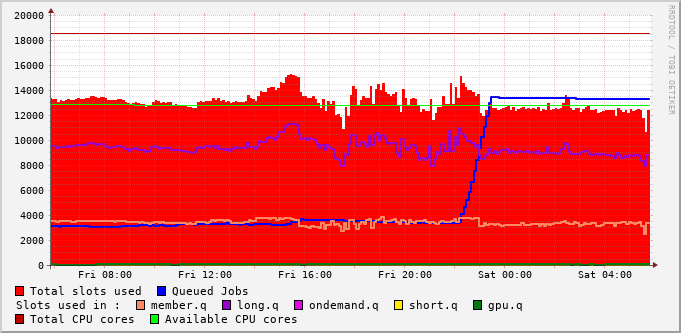 RRDTOOL / TOBI OETIKER
20000
18000
16000
14000
12000
10000
8000
6000
4000
2000
0
Fri 08:00 Fri 12:00 Fri 16:00 Fri 20:00 Sat 00:00 Sat 04:00
Total slots used Queued Jobs
Slots used in : member.q long.q ondemand.q short.q gpu.q
Total CPU cores Available CPU cores